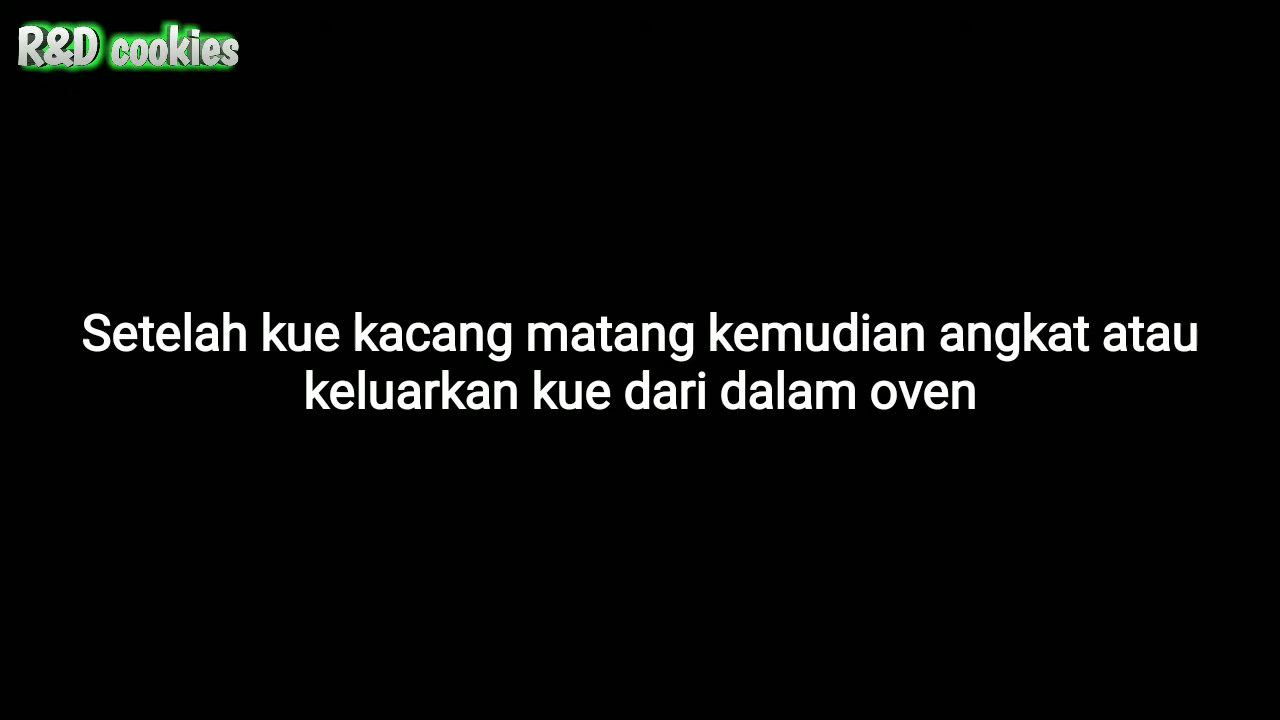 R&D cookies
Setelah kue kacang matang kemudian angkat atau
keluarkan kue dari dalam oven